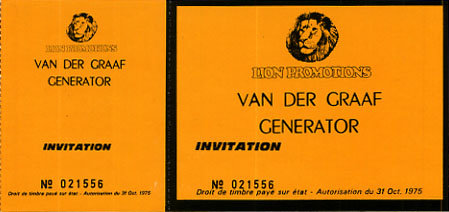 LION PROMOTIONS
VAN DER GRAAF
GENERATOR
INVITATION
Nº 021556
Droit de timbre payé sur état - Autorisation du 31 Oct. 1975
LION PROMOTIONS
VAN DER GRAAF
GENERATOR
INVITATION
Nº 021556
Droit de timbre payé sur état - Autorisation du 31 Oct. 1975